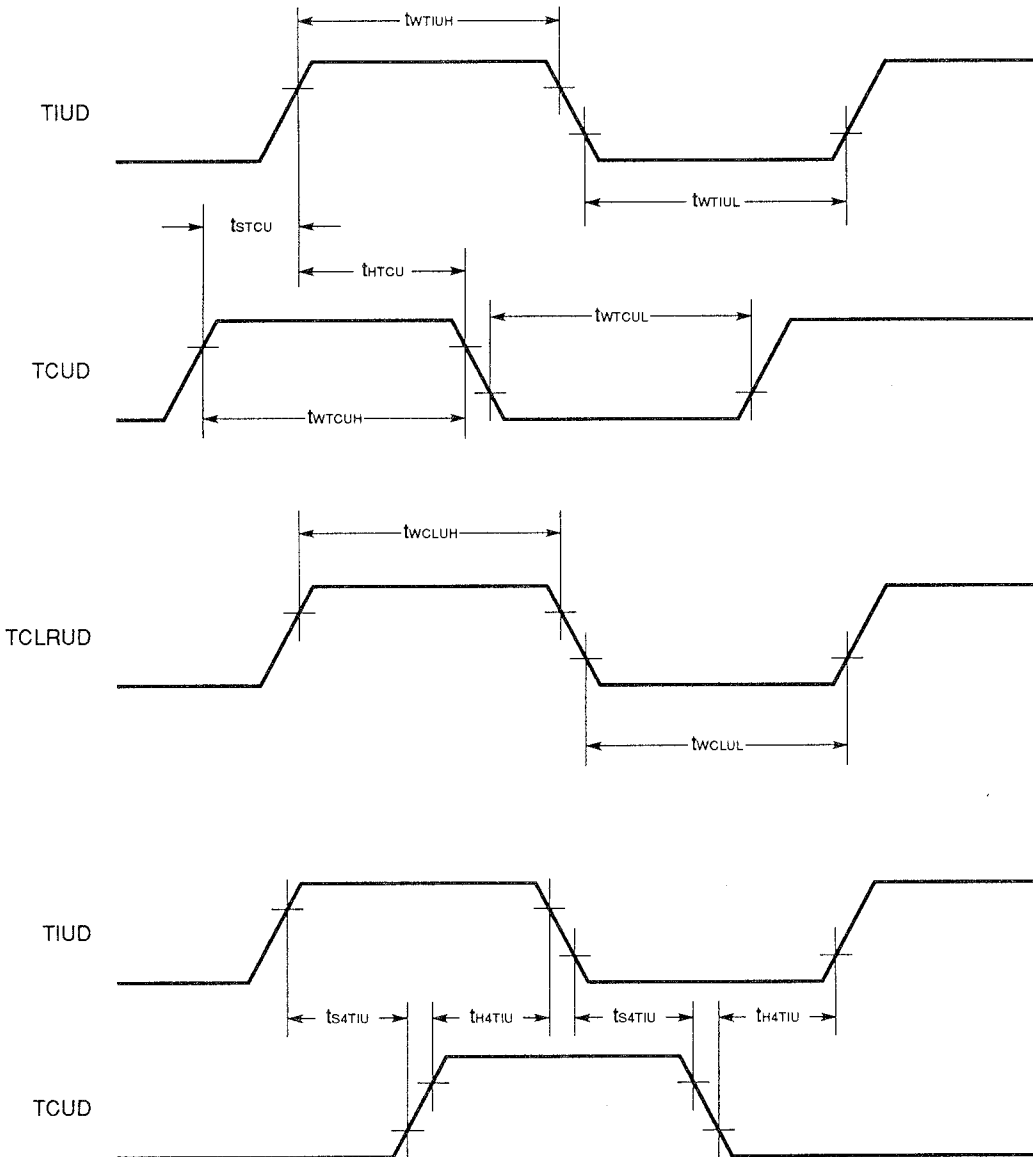 tWTIUH
TIUD
tWTIUL
tSTCU
tHTCU
tWTCUL
TCUD
tWTCUH
tWCLUH
TCLRUD
tWCLUL
TIUD
tS4TIU tH4TIU tS4TIU tH4TIU
TCUD